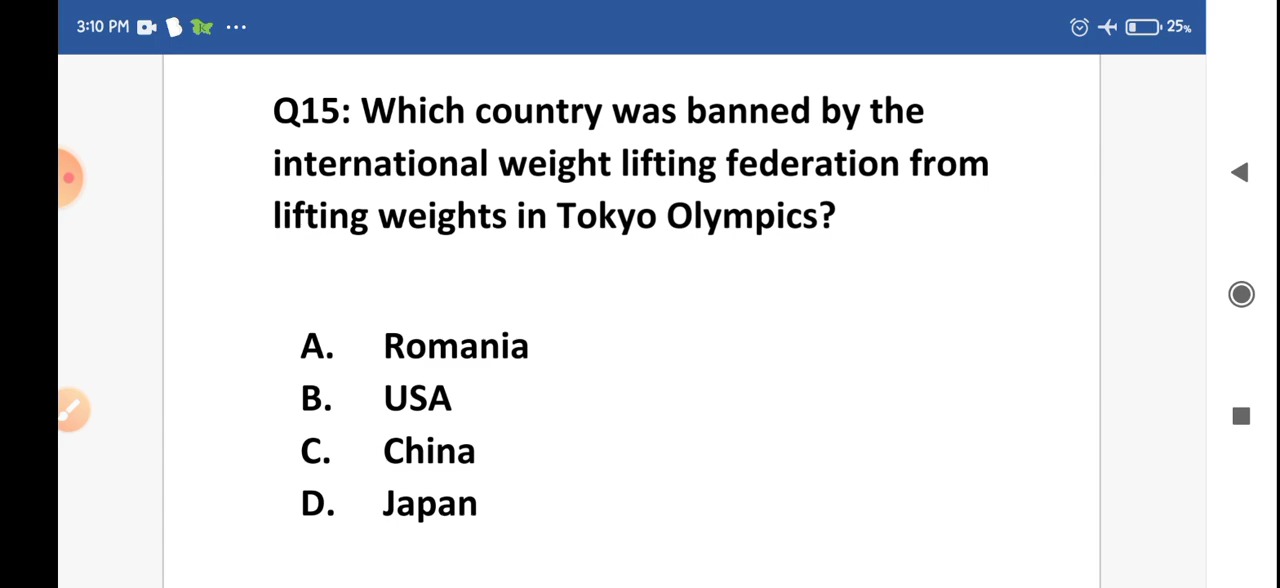 3:10 PM
25%
Q15: Which country was banned by the
international weight lifting federation from
lifting weights in Tokyo Olympics?
A. Romania
B. USA
C. China
D. Japan